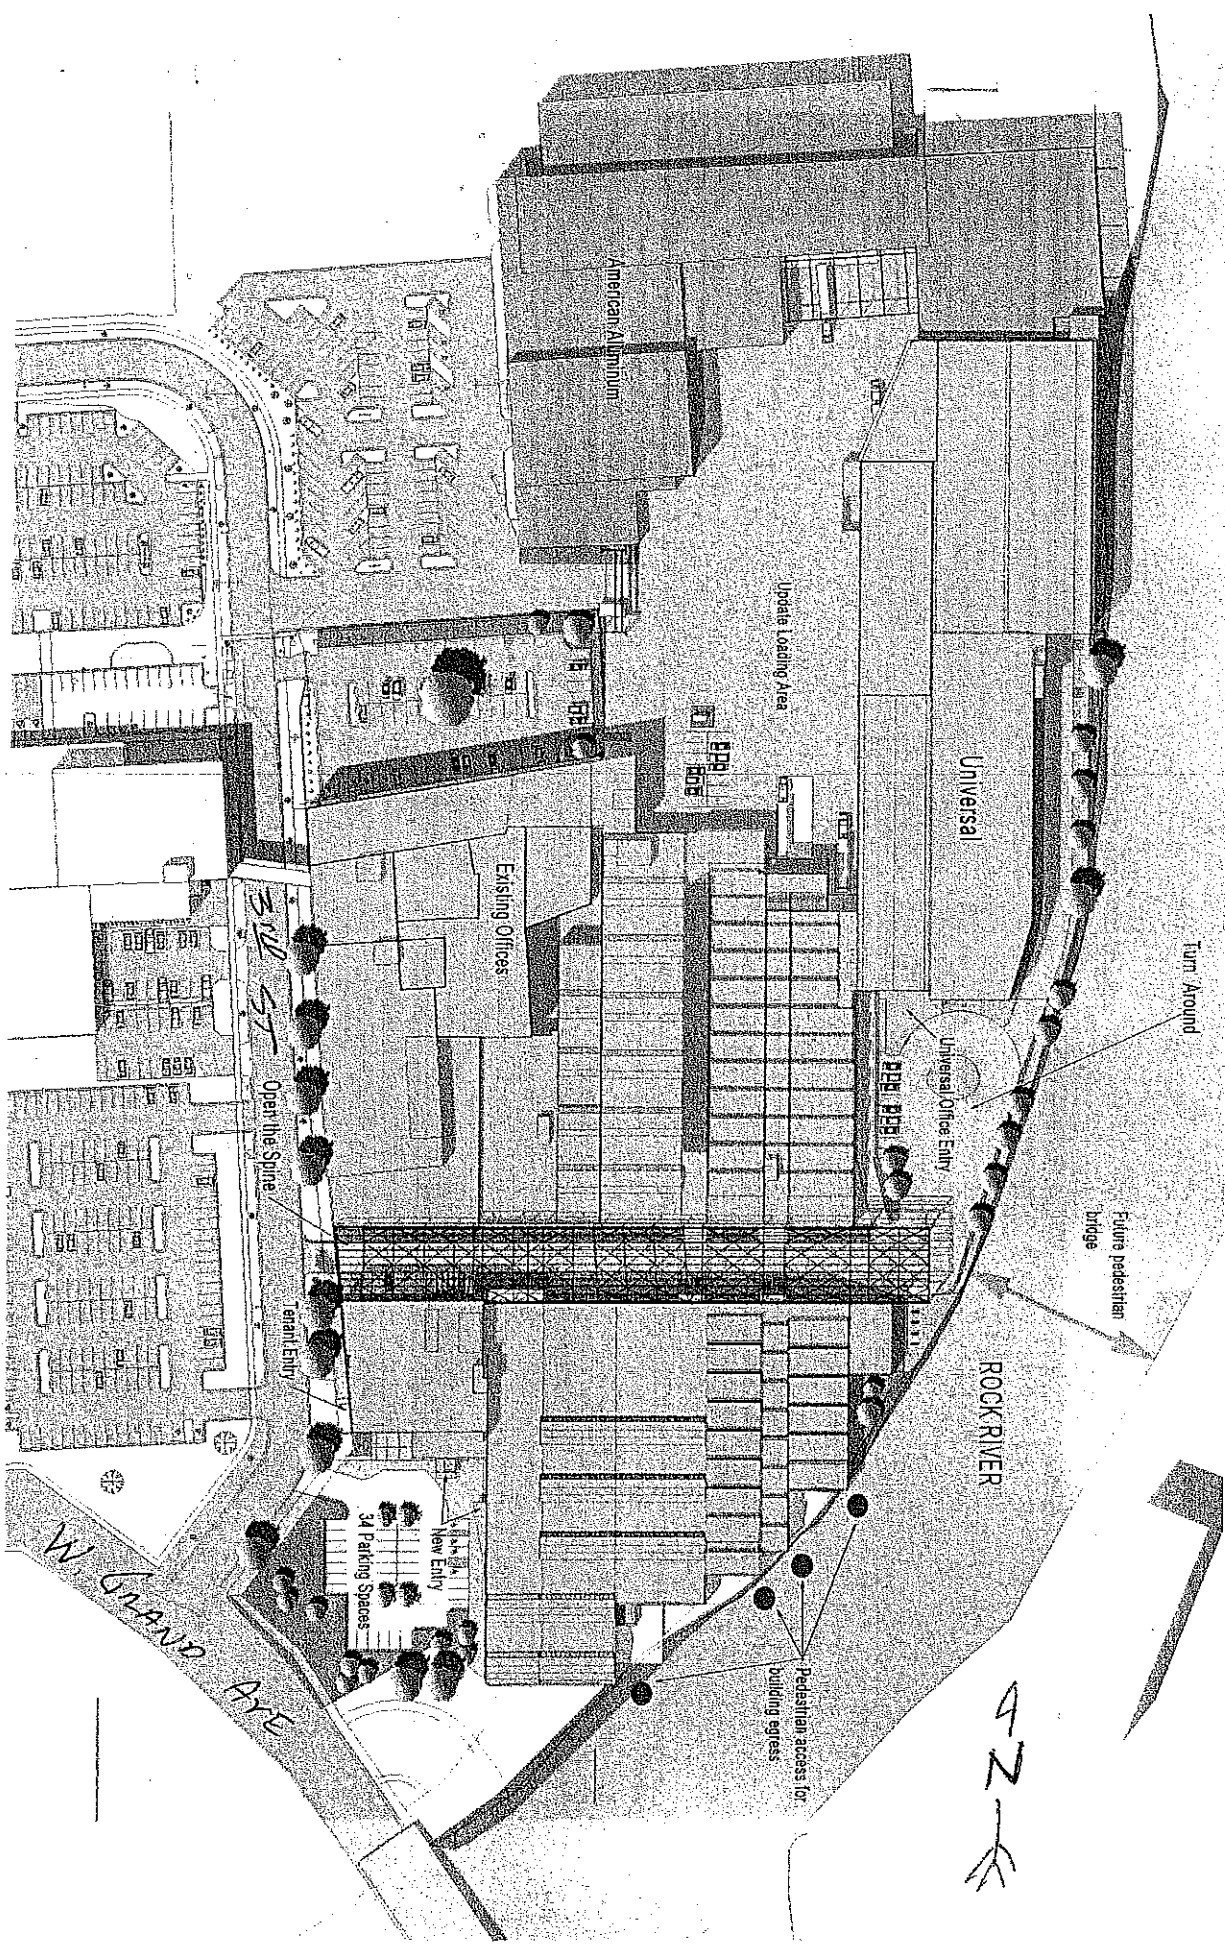 American Aluminum
Update Loading Area
Universal
Turn Around
Existing Offices
Universal Office Entry
3RD ST
Open the Spine
Future pedestrian
bridge
Tenant Entry
ROCK RIVER
New Entry
34 Parking Spaces
Pedestrian access for
building egress
W. GRAND AVE
N